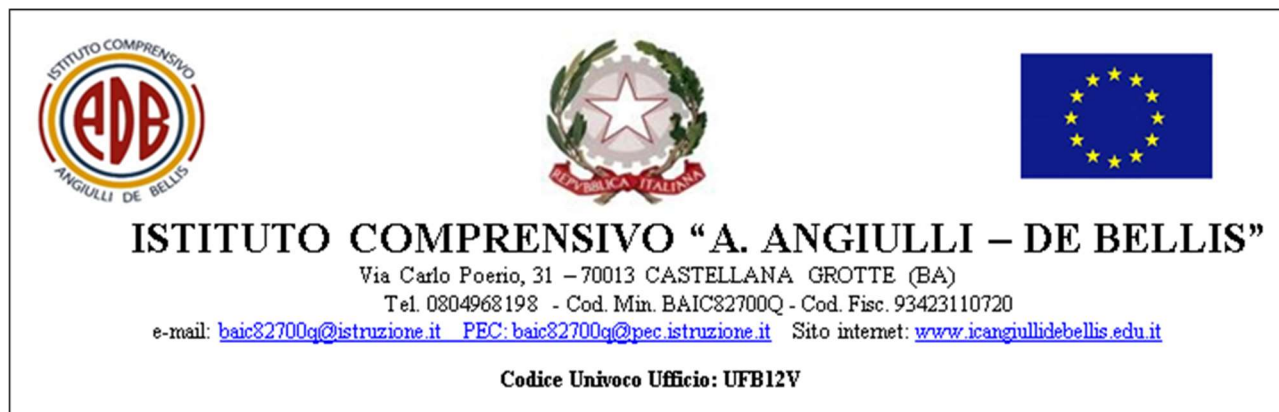 ISTITUTO COMPRENSIVO
ADB
ANGIULLI DE BELLIS
REPVBBLICA ITALIANA
ISTITUTO COMPRENSIVO “A. ANGIULLI – DE BELLIS”
Via Carlo Poerio, 31 – 70013 CASTELLANA GROTTE (BA)
Tel. 0804968198 - Cod. Min. BAIC82700Q - Cod. Fisc. 93423110720
e-mail: baic82700q@istruzione.it PEC: baic82700q@pec.istruzione.it Sito internet: www.icangiullidebellis.edu.it
Codice Univoco Ufficio: UFB12V